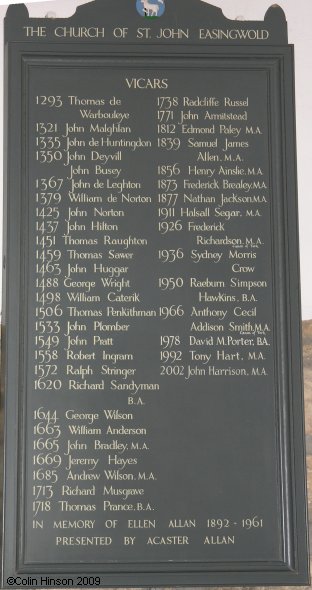 THE CHURCH OF ST. JOHN EASINGWOLD
VICARS
1293 Thomas de
Warbouleye
1321 John Malghfan
1335 John de Huntingdon
1350 John Deyvill
John Busey
1367 John de Leghton
1379 William de Norton
1425 John Norton
1437 John Hilton
1451 Thomas Raughton
1459 Thomas Sawer
1463 John Huggar
1488 George Wright
1498 William Caterik
1506 Thomas Penkithman
1533 John Plomber
1549 John Pratt
1558 Robert Ingram
1572 Ralph Stringer
1620 Richard Sandyman
B.A.
1644 George Wilson
1663 William Anderson
1665 John Bradley, M.A.
1669 Jeremy Hayes
1685 Andrew Wilson, M.A.
1713 Richard Musgrave
1718 Thomas Prance, B.A.
1738 Radcliffe Russel
1771 John Armitstead
1812 Edmond Paley M.A.
1839 Samuel James
Allen, M.A.
1856 Henry Ainslie, M.A.
1873 Frederick Brealey, M.A.
1877 Nathan Jackson, M.A.
1911 Halsall Segar, M.A.
1926 Frederick
Richardson, M.A.
Canon of York
1936 Sydney Morris
Crow
1950 Raeburn Simpson
Hawkins, B.A.
1966 Anthony Cecil
Addison Smith, M.A.
Canon of York
1978 David M. Porter, B.A.
1992 Tony Hart, M.A.
2002 John Harrison, M.A.
IN MEMORY OF ELLEN ALLAN 1892 - 1961
PRESENTED BY ACASTER ALLAN
©Colin Hinson 2009